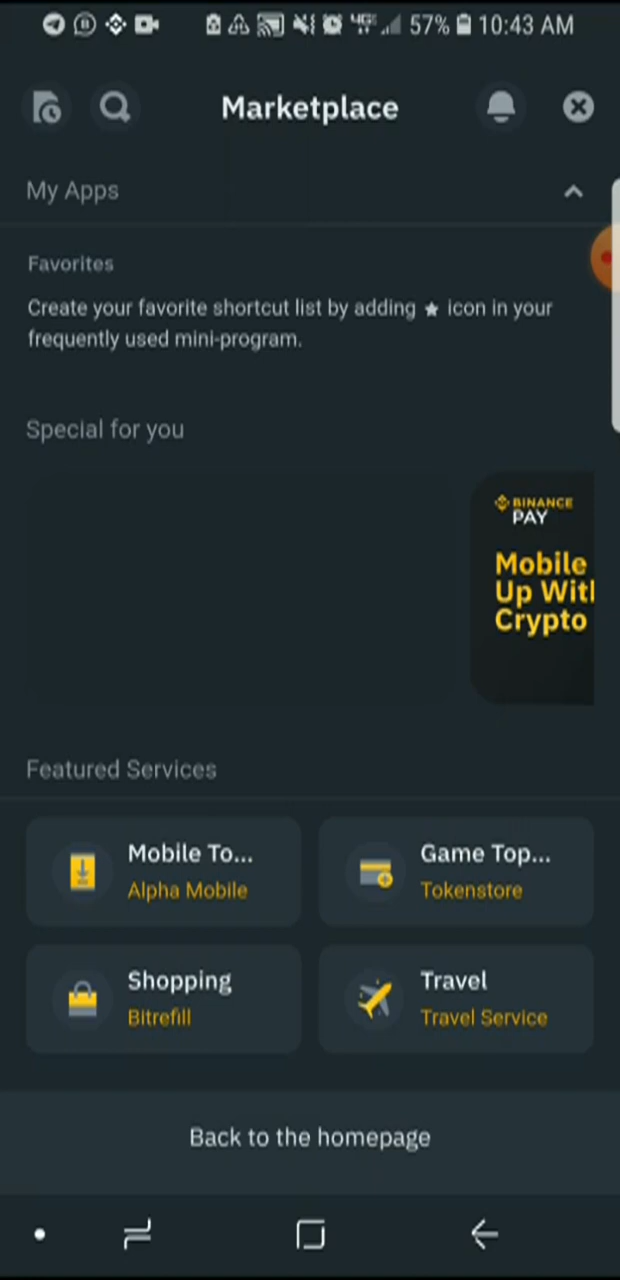 57% 10:43 AM
Marketplace
My Apps
Favorites
Create your favorite shortcut list by adding ★ icon in your
frequently used mini-program.
Special for you
BINANCE
PAY
Mobile
Up With
Crypto
Featured Services
Mobile To...
Alpha Mobile
Game Top...
Tokenstore
Shopping
Bitrefill
Travel
Travel Service
Back to the homepage